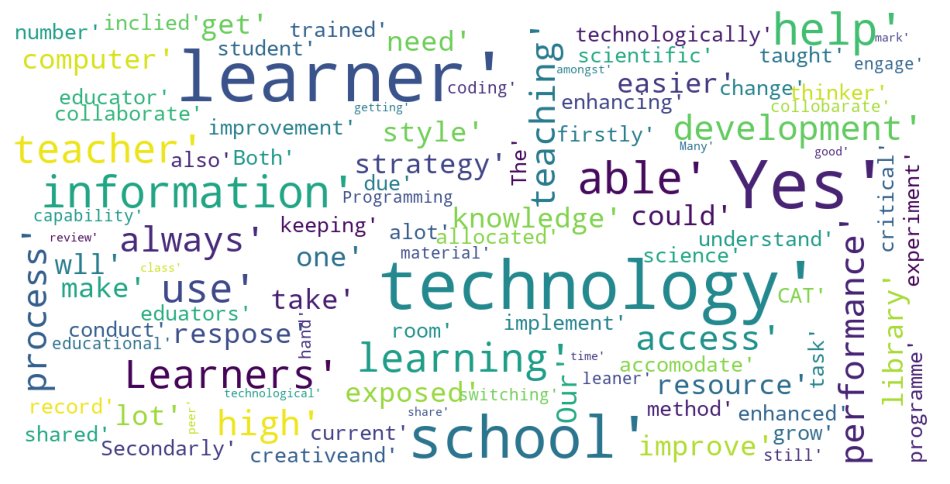 number'
inclied'
get'
trained'
need'
technologically'
help'
mark'
computer'
student'
learner'
coding'
teaching'
scientific'
taught'
engage'
amongst'
easier'
change'
thinker'
educator'
collaborate'
getting'
enhancing'
collobarate'
improvement'
style'
firstly'
development'
teacher'
also'
Both'
strategy'
The'
Many'
good'
able'
Yes'
information'
due'
Programming
capability'
keeping'
knowledge'
could'
critical'
experiment'
review'
always'
alot'
allocated'
understand'
process'
wll'
class'
one'
material'
science'
technology'
make'
use'
take'
CAT'
performance'
eduators'
conduct'
respose'
hand'
room'
implement'
access'
library'
educational'
Learners'
learning'
time'
accomodate'
task'
technological'
exposed'
switching'
Our'
leaner'
resource'
record'
lot'
peer'
high'
share'
school'
method'
enhanced'
programme'
shared'
Secondarly'
current'
creativeand'
improve'
grow'
still'